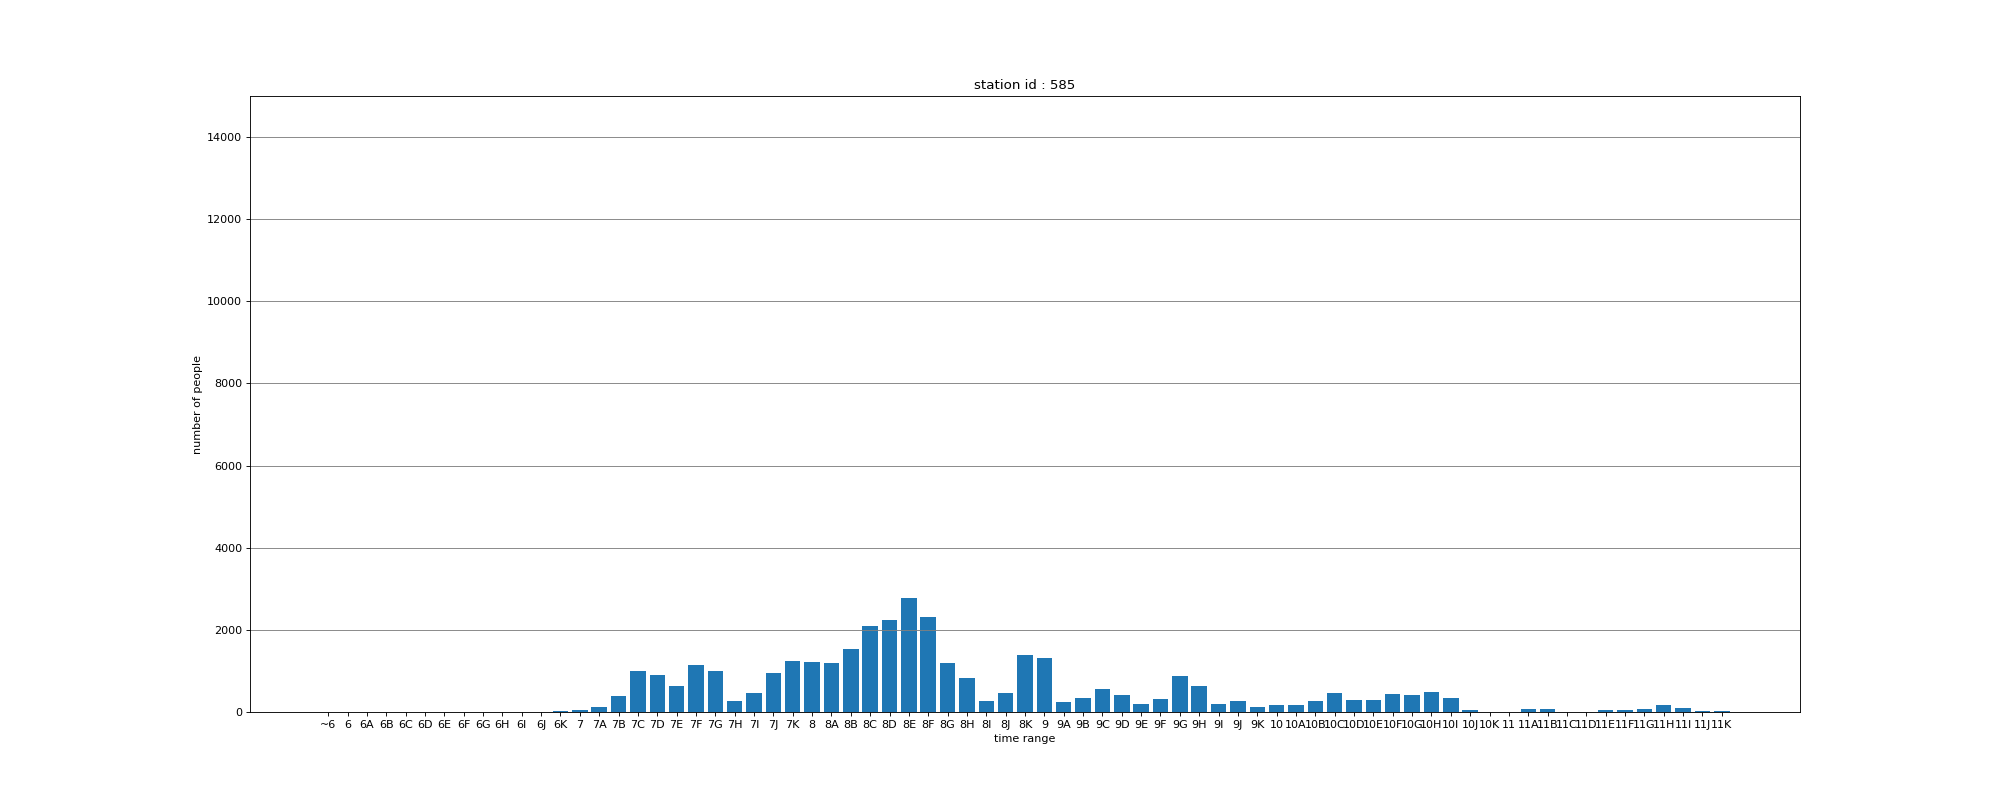 station id : 585
14000
12000
10000
8000
6000
4000
2000
0
number of people
~6 6 6A 6B 6C 6D 6E 6F 6G 6H 6I 6J 6K 7 7A 7B 7C 7D 7E 7F 7G 7H 7I 7J 7K 8 8A 8B 8C 8D 8E 8F 8G 8H 8I 8J 8K 9 9A 9B 9C 9D 9E 9F 9G 9H 9I 9J 9K 10 10A 10B 10C 10D 10E 10F 10G 10H 10I 10J 10K 11 11A 11B 11C 11D 11E 11F 11G 11H 11I 11J 11K
time range